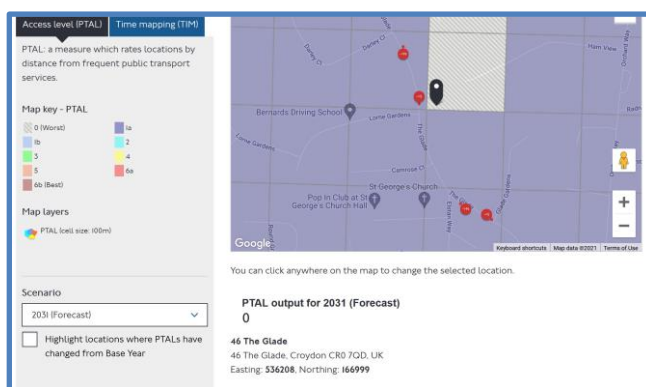 Access level (PTAL)
Time mapping (TIM)
PTAL: a measure which rates locations by
distance from frequent public transport
services.
Map key - PTAL
0 (Worst)
1a
1b
2
3
4
5
6a
6b (Best)
Map layers
PTAL (cell size: 100m)
Scenario
2031 (Forecast)
Highlight locations where PTALs have
changed from Base Year
Darley Cl
Ham View
Orchard Way
Bernards Driving School
Lorne Gardens
The Glade
Lorne Gardens
Camrose Cl
St George's Church
Pop In Club at St
George's Church Hall
The Glade
Glade Gardens
Google
Keyboard shortcuts
Map data ©2021
Terms of Use
You can click anywhere on the map to change the selected location.
PTAL output for 2031 (Forecast)
0
46 The Glade
46 The Glade, Croydon CR0 7QD, UK
Easting: 536208, Northing: 166999